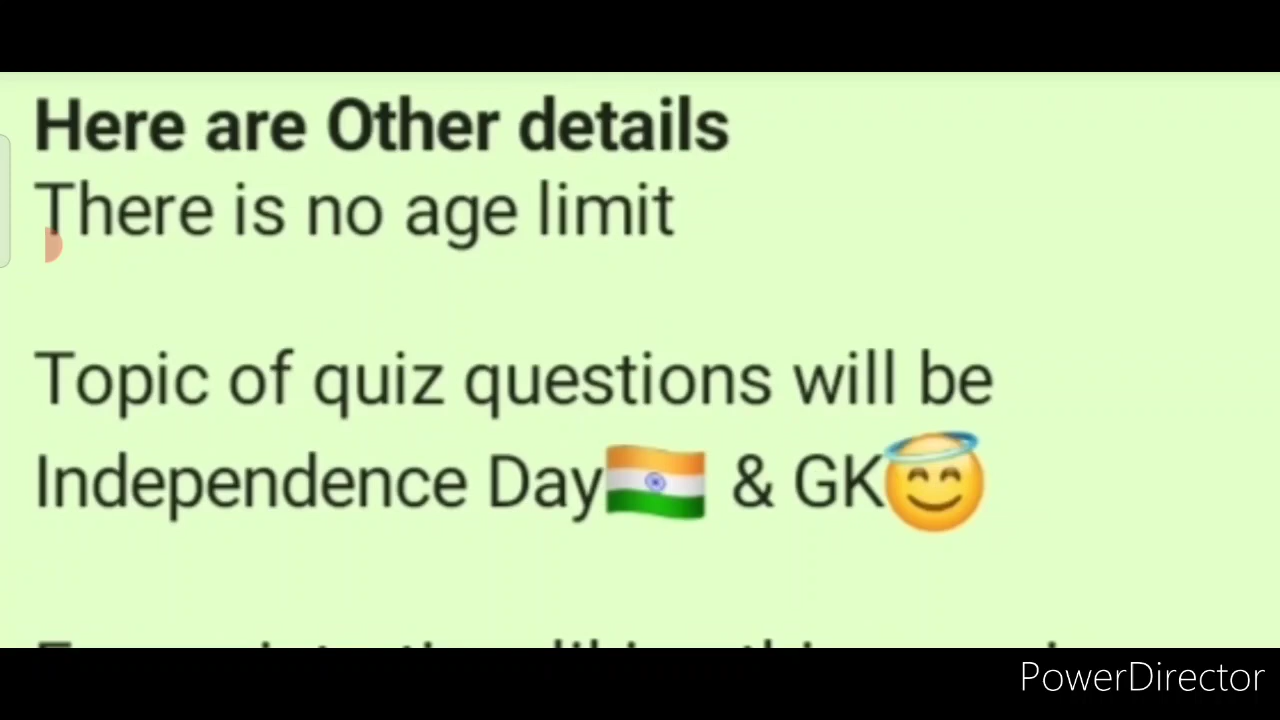 Here are Other details
There is no age limit
Topic of quiz questions will be
Independence Day🇮🇳 & GK😇
PowerDirector